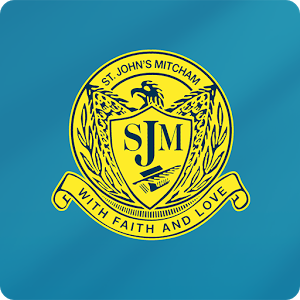 ST. JOHN'S MITCHAM
SJM
WITH FAITH AND LOVE